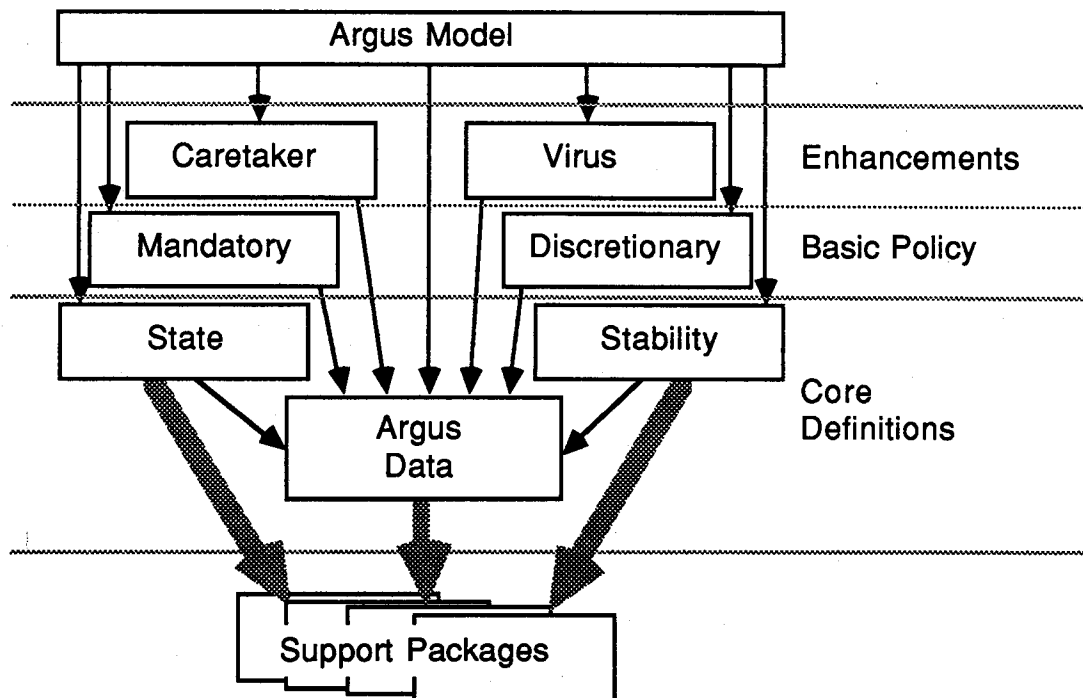 Argus Model
Caretaker
Virus
Enhancements
Mandatory
Discretionary
Basic Policy
State
Stability
Core
Definitions
Argus
Data
Support Packages